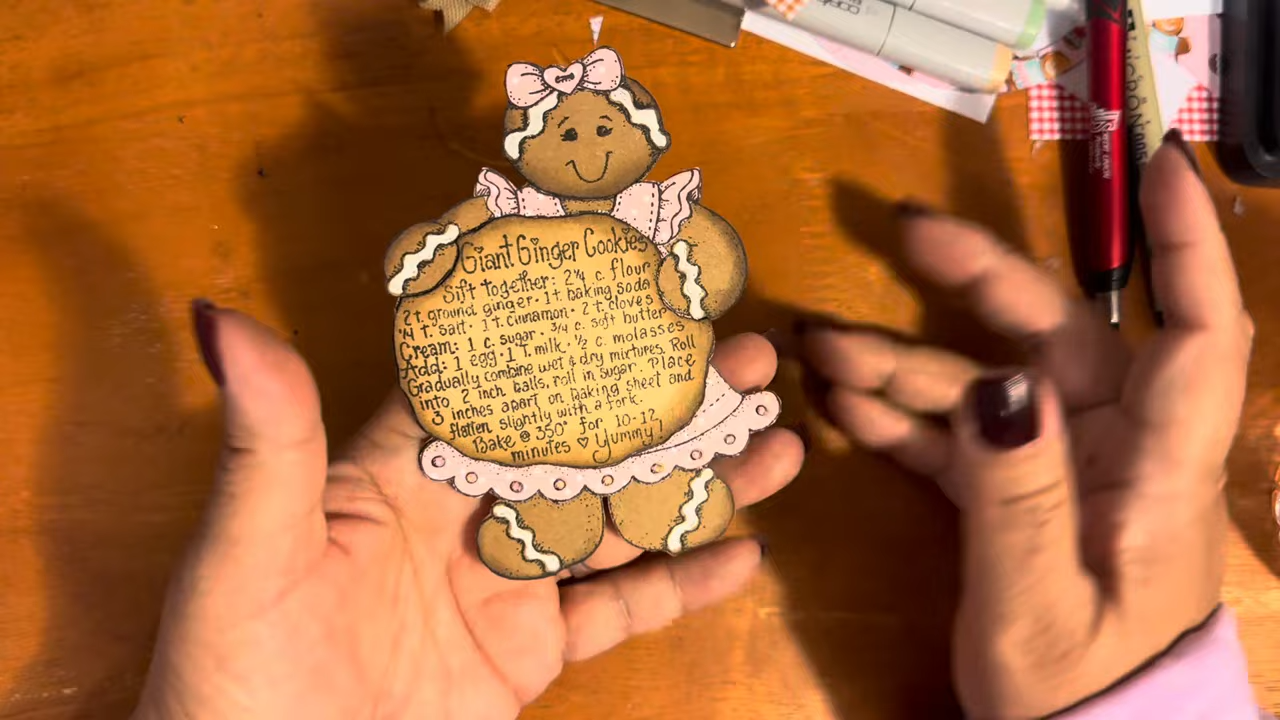 Giant Ginger Cookies
Sift together: 2¼ c. flour
2 t. ground ginger · 1 t. baking soda
¼ t. salt · 1 t. cinnamon · 2 t. cloves
Cream: 1 c. sugar · ¾ c. soft butter
Add: 1 egg · 1 T. milk · ½ c. molasses
Gradually combine wet & dry mixtures. Roll
into 2 inch balls, roll in sugar. Place
3 inches apart on baking sheet and
flatten slightly with a fork.
Bake @ 350° for 10-12
minutes ♡ Yummy!
MICRON 005